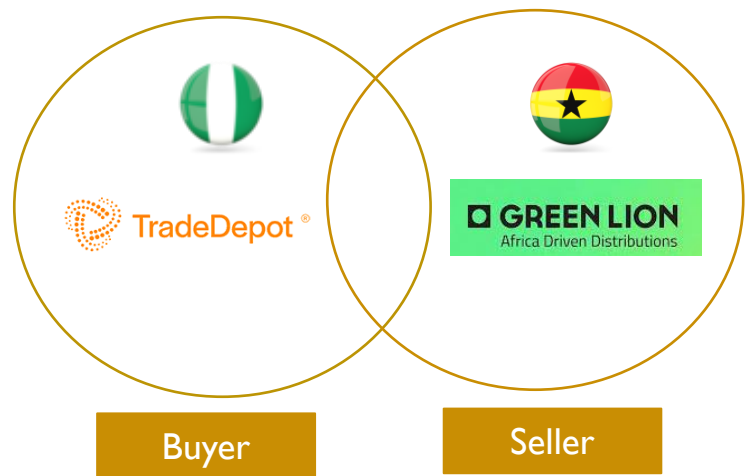 TradeDepot ®
GREEN LION
Africa Driven Distributions
Buyer
Seller